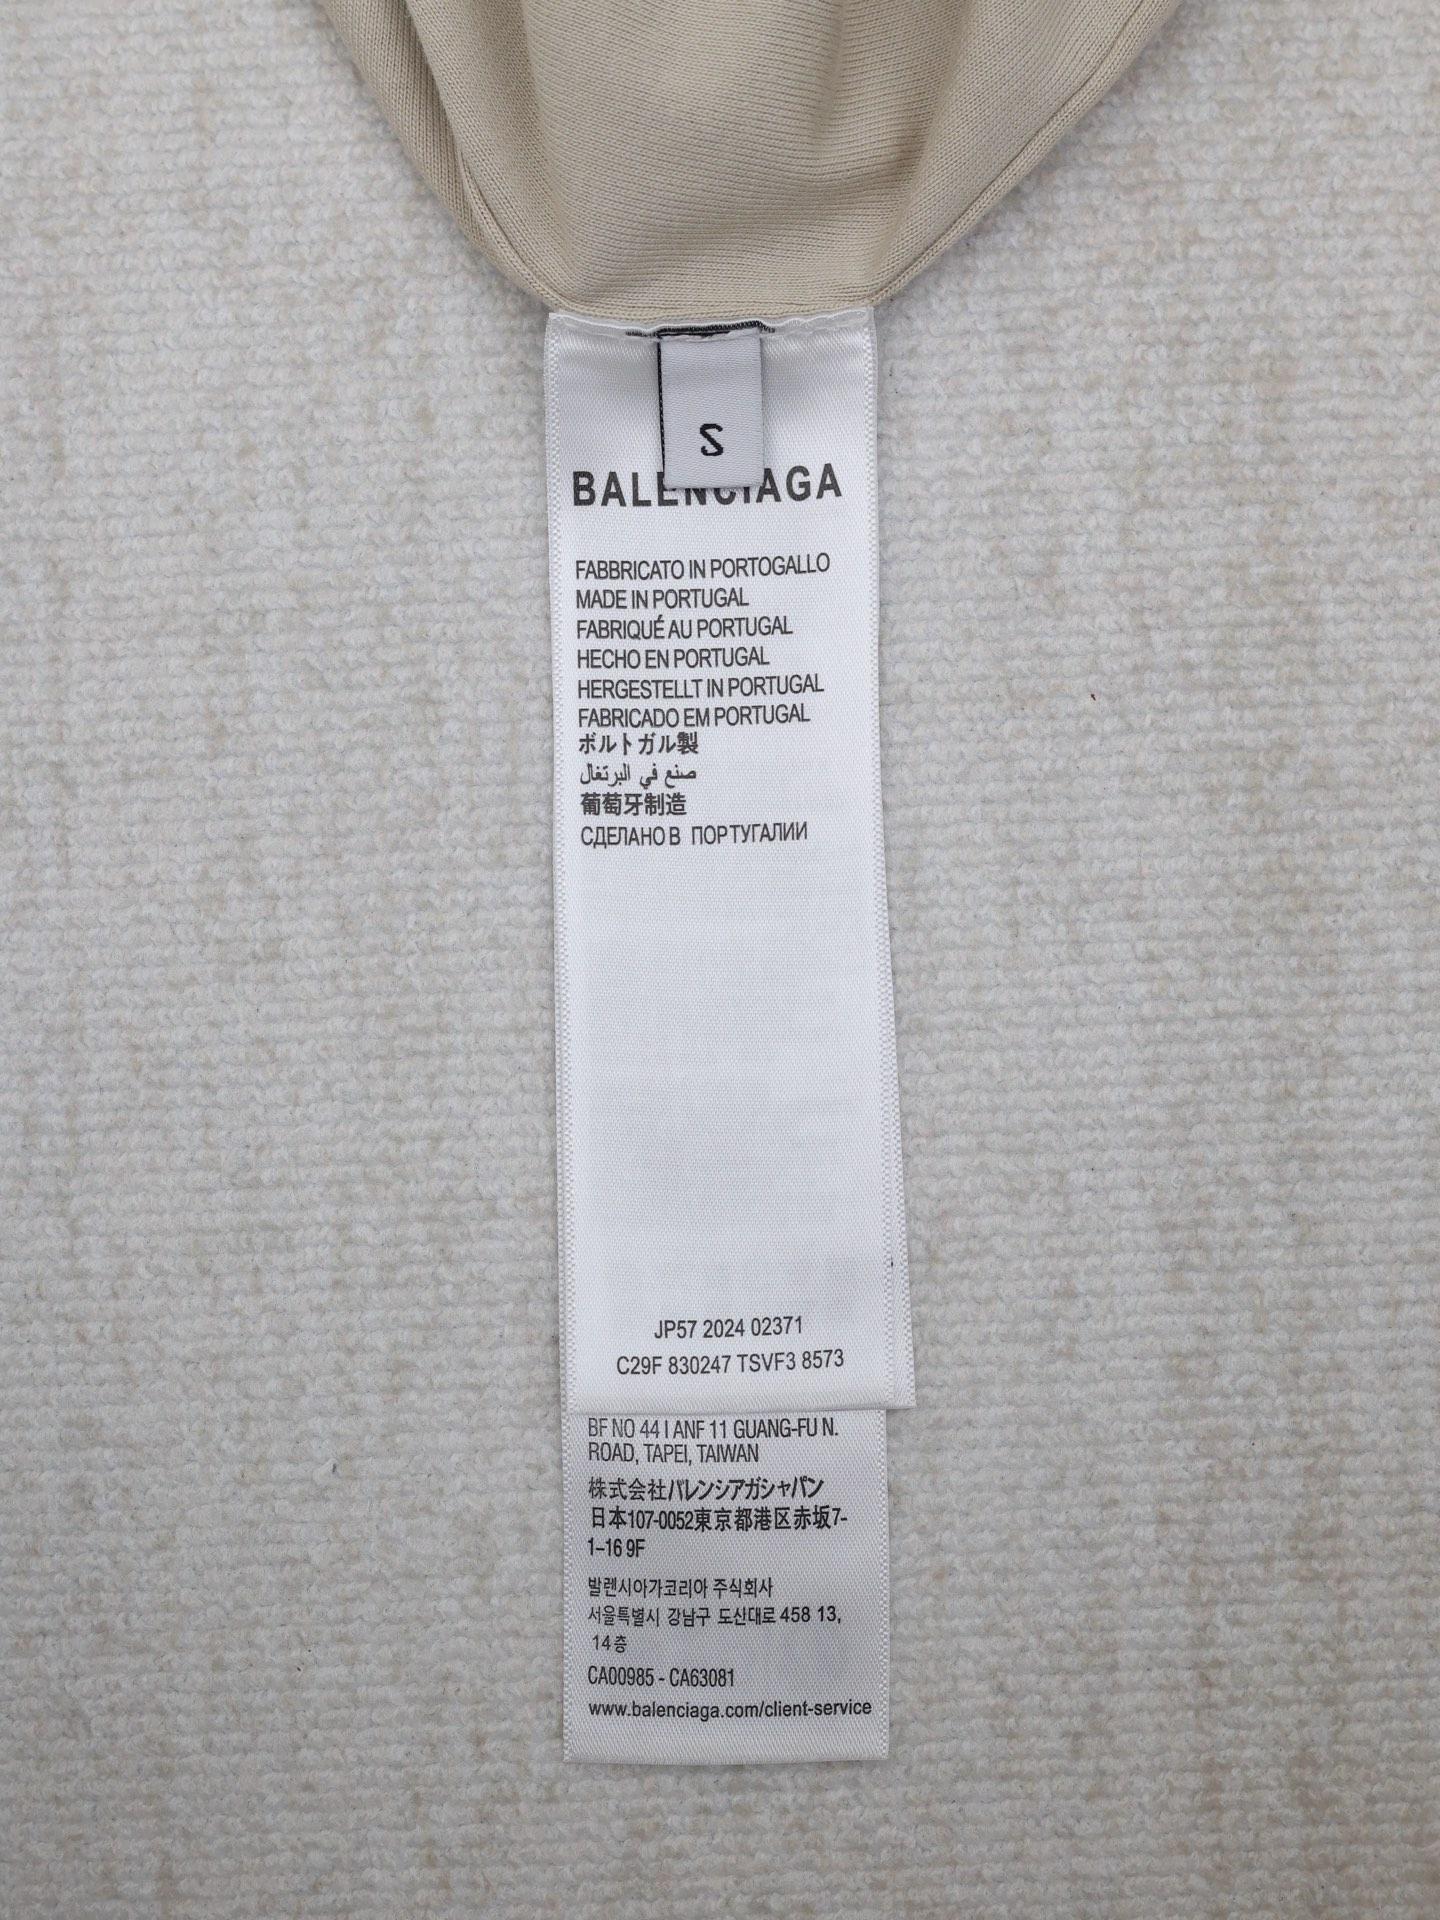 S
BALENCIAGA
FABBRICATO IN PORTOGALLO
MADE IN PORTUGAL
FABRIQUÉ AU PORTUGAL
HECHO EN PORTUGAL
HERGESTELLT IN PORTUGAL
FABRICADO EM PORTUGAL
ボルトガル製
صنع في البرتغال
葡萄牙制造
СДЕЛАНО В ПОРТУГАЛИИ
JP57 2024 02371
C29F 830247 TSVF3 8573
BF NO 44 I ANF 11 GUANG-FU N.
ROAD, TAPEI, TAIWAN
株式会社バレンシアガシャパン
日本107-0052東京都港区赤坂7-
1-16 9F
발렌시아가코리아 주식회사
서울특별시 강남구 도산대로 458 13,
14층
CA00985 - CA63081
www.balenciaga.com/client-service